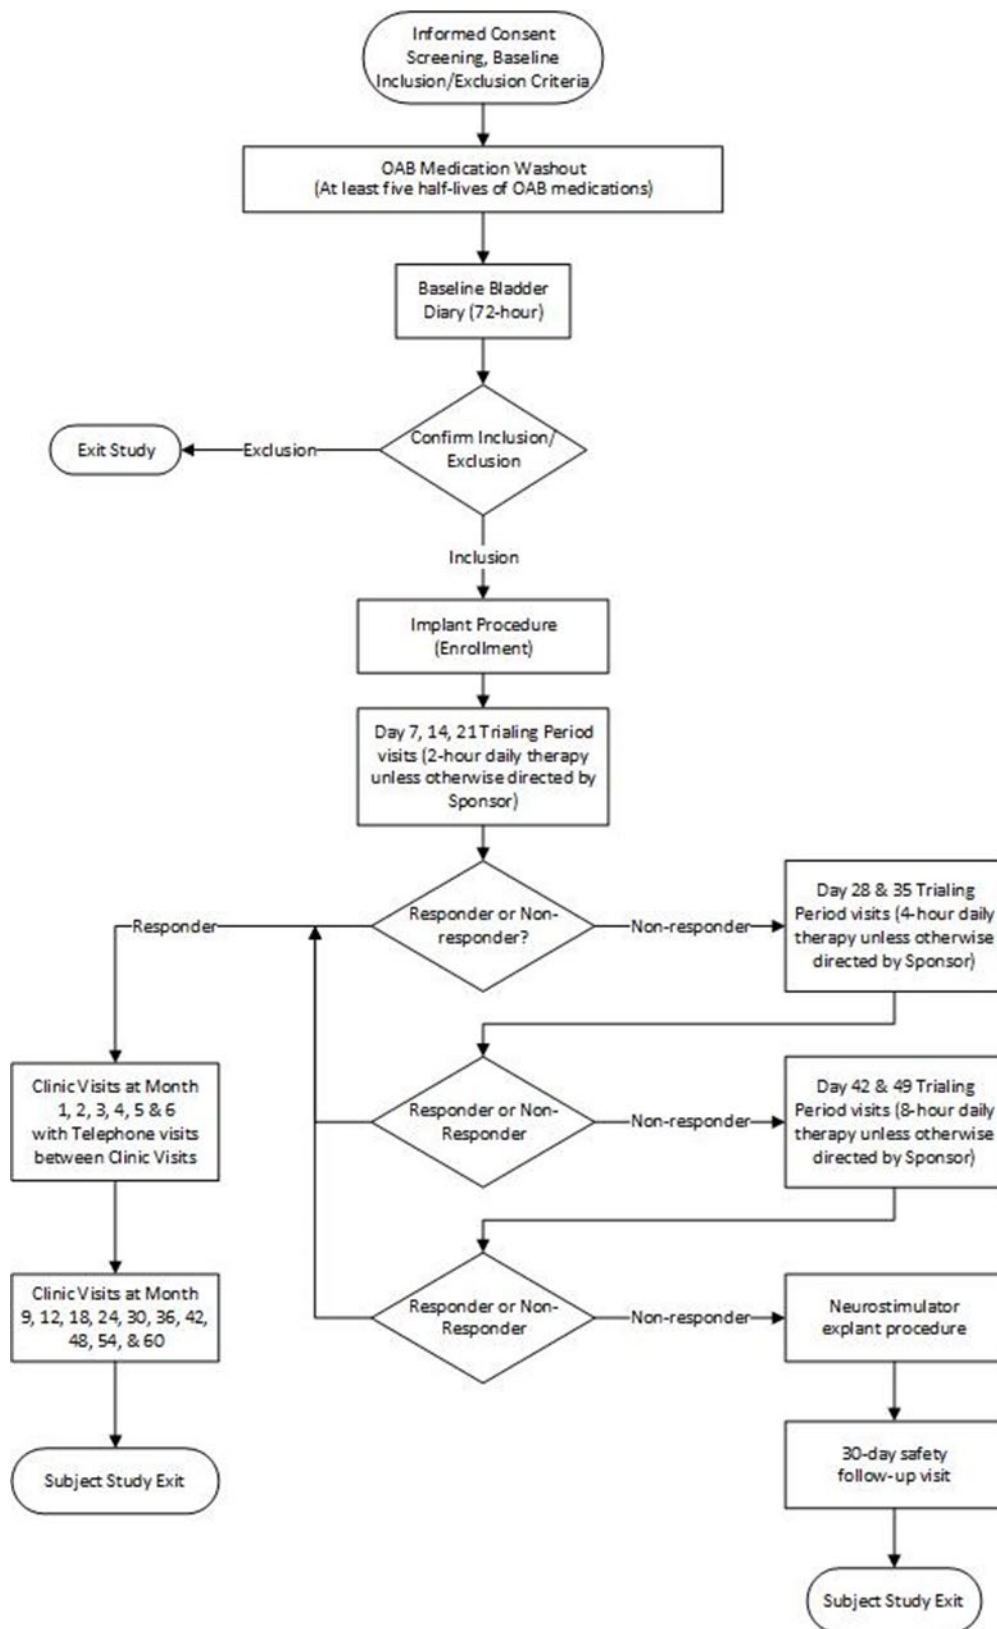 Informed Consent
Screening, Baseline
Inclusion/Exclusion Criteria
OAB Medication Washout
(At least five half-lives of OAB medications)
Baseline Bladder
Diary (72-hour)
Confirm Inclusion/
Exclusion
Exclusion
Exit Study
Inclusion
Implant Procedure
(Enrollment)
Day 7, 14, 21 Trialing Period
visits (2-hour daily therapy
unless otherwise directed by
Sponsor)
Responder or Non-
responder?
Responder
Non-responder
Day 28 & 35 Trialing
Period visits (4-hour daily
therapy unless otherwise
directed by Sponsor)
Clinic Visits at Month
1, 2, 3, 4, 5 & 6
with Telephone visits
between Clinic Visits
Responder or Non-
Responder
Non-responder
Day 42 & 49 Trialing
Period visits (8-hour daily
therapy unless otherwise
directed by Sponsor)
Clinic Visits at Month
9, 12, 18, 24, 30, 36, 42,
48, 54, & 60
Responder or Non-
Responder
Non-responder
Neurostimulator
explant procedure
Subject Study Exit
30-day safety
follow-up visit
Subject Study Exit